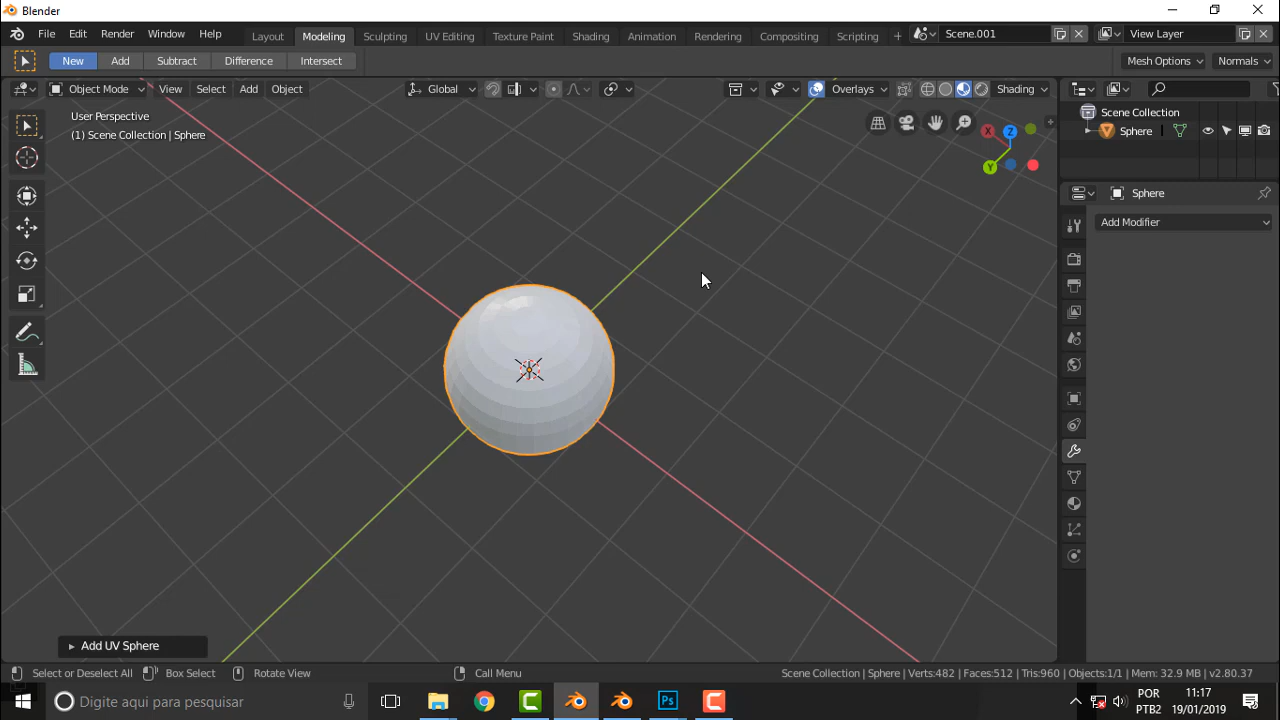 Blender
File Edit Render Window Help Layout Modeling Sculpting UV Editing Texture Paint Shading Animation Rendering Compositing Scripting + Scene.001 View Layer
New Add Subtract Difference Intersect Mesh Options Normals
Object Mode View Select Add Object Global Overlays Shading
User Perspective
(1) Scene Collection | Sphere
X Z Y
Scene Collection
Sphere
Sphere
Add Modifier
Add UV Sphere
Select or Deselect All Box Select Rotate View Call Menu Scene Collection | Sphere | Verts:482 | Faces:512 | Tris:960 | Objects:1/1 | Mem: 32.9 MB | v2.80.37
Digite aqui para pesquisar Ps POR 11:17
PTB2 19/01/2019